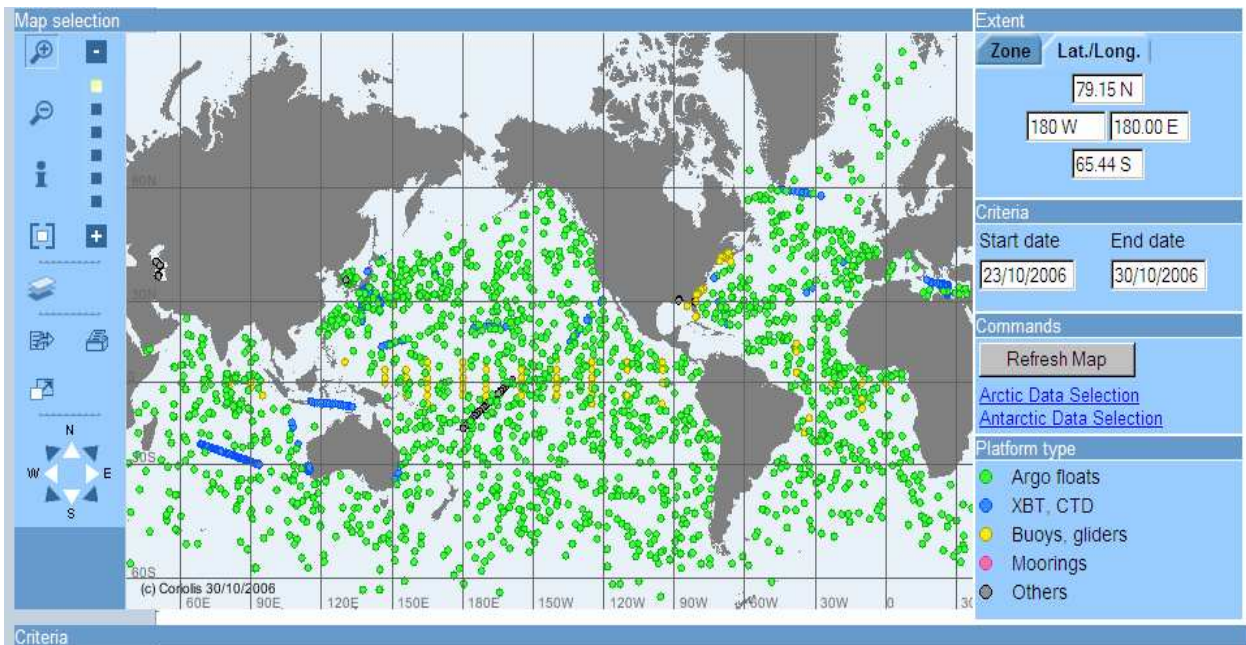 Map selection
60N
30N
0
30S
60S
(c) Coriolis 30/10/2006
60E 90E 120E 150E 180E 150W 120W 90W 60W 30W 0 30
N
W E
S
Extent
Zone Lat./Long.
79.15 N
180 W 180.00 E
65.44 S
Criteria
Start date End date
23/10/2006 30/10/2006
Commands
Refresh Map
Arctic Data Selection
Antarctic Data Selection
Platform type
Argo floats
XBT, CTD
Buoys, gliders
Moorings
Others
Criteria